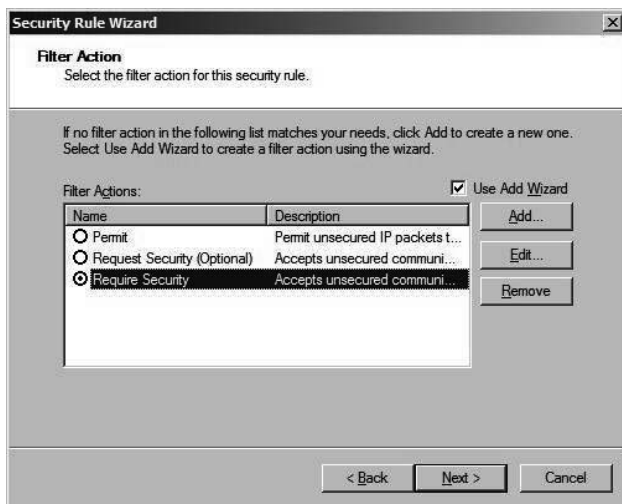 Security Rule Wizard
Filter Action
Select the filter action for this security rule.
If no filter action in the following list matches your needs, click Add to create a new one.
Select Use Add Wizard to create a filter action using the wizard.
Filter Actions:
Use Add Wizard
Name Description
Permit Permit unsecured IP packets t...
Request Security (Optional) Accepts unsecured communi...
Require Security Accepts unsecured communi...
Add...
Edit...
Remove
< Back Next > Cancel